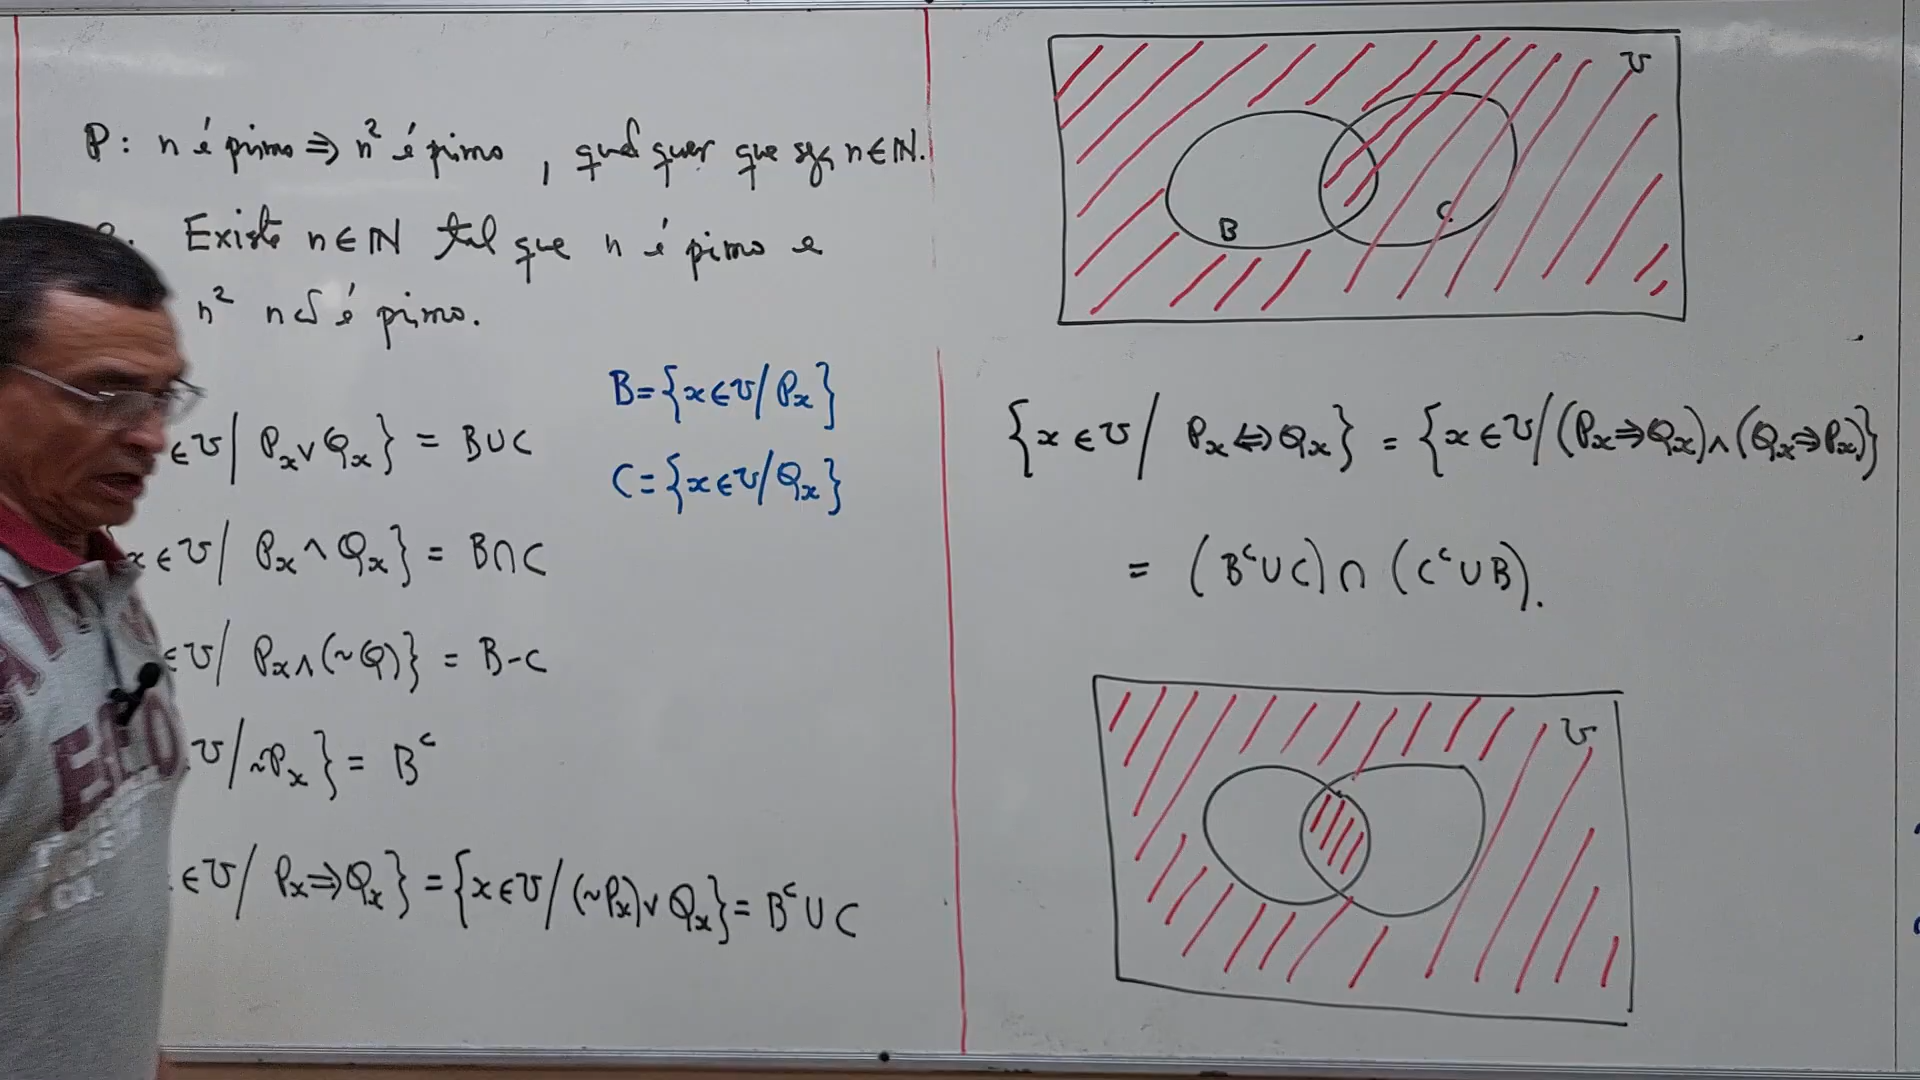 P: n é primo ⇒ n² é primo, qualquer que seja n∈ℕ.
Existe n∈ℕ tal que n é primo e
n² não é primo.
B={x∈U/Px}
C={x∈U/Qx}
∈U/ Px∨Qx} = B∪C
x∈U/ Px∧Qx} = B∩C
∈U/ Px∧(~Q)} = B-C
U/~Px} = Bᶜ
∈U/ Px⇒Qx} = {x∈U/(~Px)∨Qx} = Bᶜ∪C
U
B
C
{x∈U/ Px⇔Qx} = {x∈U/(Px⇒Qx)∧(Qx⇒Px)}
= (Bᶜ∪C)∩(Cᶜ∪B).
U